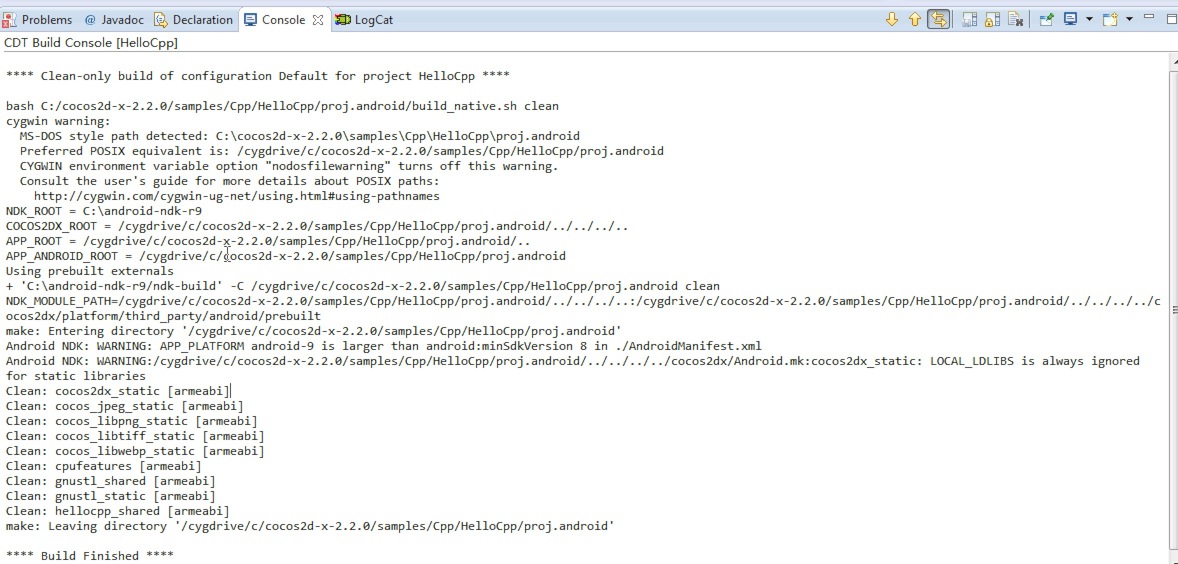 Problems @ Javadoc Declaration Console LogCat
CDT Build Console [HelloCpp]
**** Clean-only build of configuration Default for project HelloCpp ****
bash C:/cocos2d-x-2.2.0/samples/Cpp/HelloCpp/proj.android/build_native.sh clean
cygwin warning:
MS-DOS style path detected: C:\cocos2d-x-2.2.0\samples\Cpp\HelloCpp\proj.android
Preferred POSIX equivalent is: /cygdrive/c/cocos2d-x-2.2.0/samples/Cpp/HelloCpp/proj.android
CYGWIN environment variable option "nodosfilewarning" turns off this warning.
Consult the user's guide for more details about POSIX paths:
http://cygwin.com/cygwin-ug-net/using.html#using-pathnames
NDK_ROOT = C:\android-ndk-r9
COCOS2DX_ROOT = /cygdrive/c/cocos2d-x-2.2.0/samples/Cpp/HelloCpp/proj.android/../../../..
APP_ROOT = /cygdrive/c/cocos2d-x-2.2.0/samples/Cpp/HelloCpp/proj.android/..
APP_ANDROID_ROOT = /cygdrive/c/cocos2d-x-2.2.0/samples/Cpp/HelloCpp/proj.android
Using prebuilt externals
+ 'C:\android-ndk-r9/ndk-build' -C /cygdrive/c/cocos2d-x-2.2.0/samples/Cpp/HelloCpp/proj.android clean
NDK_MODULE_PATH=/cygdrive/c/cocos2d-x-2.2.0/samples/Cpp/HelloCpp/proj.android/../../../..:/cygdrive/c/cocos2d-x-2.2.0/samples/Cpp/HelloCpp/proj.android/../../../../c
ocos2dx/platform/third_party/android/prebuilt
make: Entering directory '/cygdrive/c/cocos2d-x-2.2.0/samples/Cpp/HelloCpp/proj.android'
Android NDK: WARNING: APP_PLATFORM android-9 is larger than android:minSdkVersion 8 in ./AndroidManifest.xml
Android NDK: WARNING:/cygdrive/c/cocos2d-x-2.2.0/samples/Cpp/HelloCpp/proj.android/../../../../cocos2dx/Android.mk:cocos2dx_static: LOCAL_LDLIBS is always ignored
for static libraries
Clean: cocos2dx_static [armeabi]
Clean: cocos_jpeg_static [armeabi]
Clean: cocos_libpng_static [armeabi]
Clean: cocos_libtiff_static [armeabi]
Clean: cocos_libwebp_static [armeabi]
Clean: cpufeatures [armeabi]
Clean: gnustl_shared [armeabi]
Clean: gnustl_static [armeabi]
Clean: hellocpp_shared [armeabi]
make: Leaving directory '/cygdrive/c/cocos2d-x-2.2.0/samples/Cpp/HelloCpp/proj.android'
**** Build Finished ****